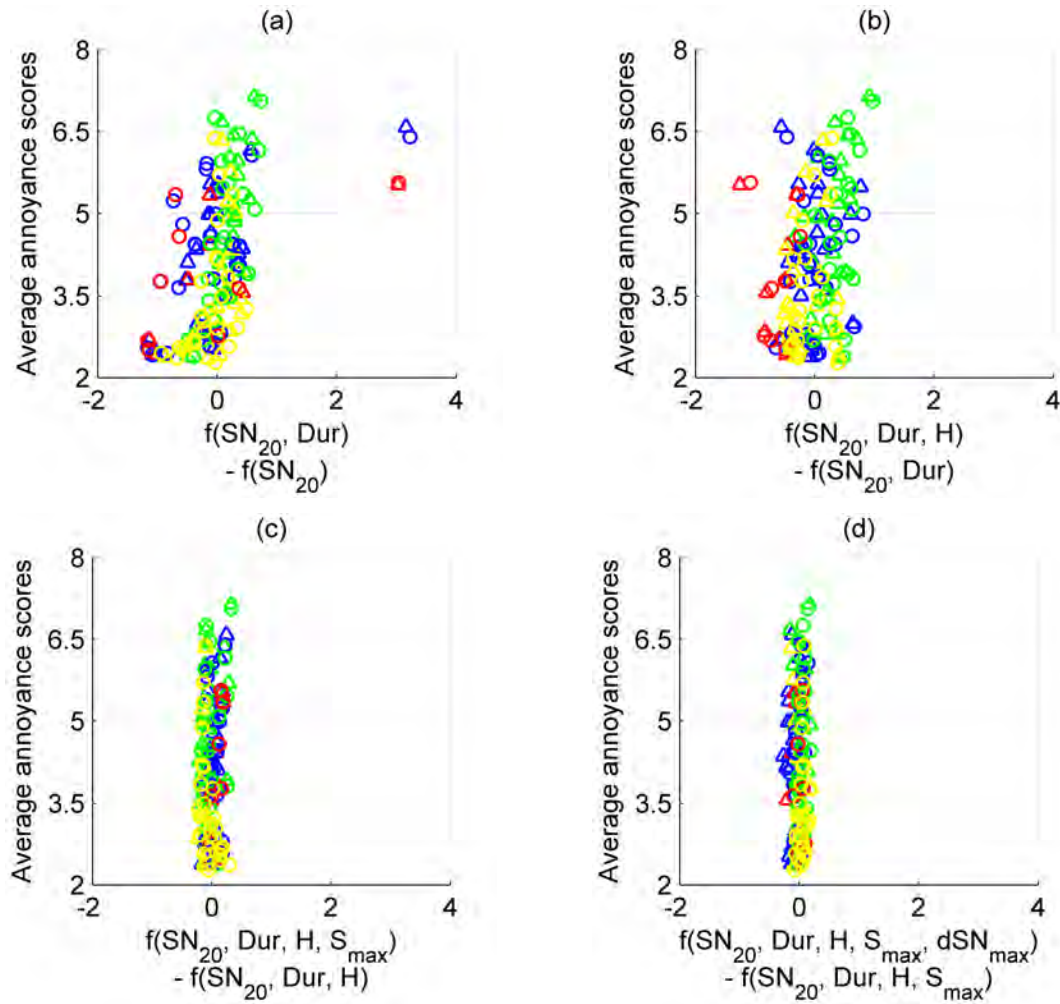 (a)
Average annoyance scores
8
6.5
5
3.5
2
-2 0 2 4
f(SN20, Dur)
- f(SN20)
(b)
Average annoyance scores
8
6.5
5
3.5
2
-2 0 2 4
f(SN20, Dur, H)
- f(SN20, Dur)
(c)
Average annoyance scores
8
6.5
5
3.5
2
-2 0 2 4
f(SN20, Dur, H, Smax)
- f(SN20, Dur, H)
(d)
Average annoyance scores
8
6.5
5
3.5
2
-2 0 2 4
f(SN20, Dur, H, Smax, dSNmax)
- f(SN20, Dur, H, Smax)